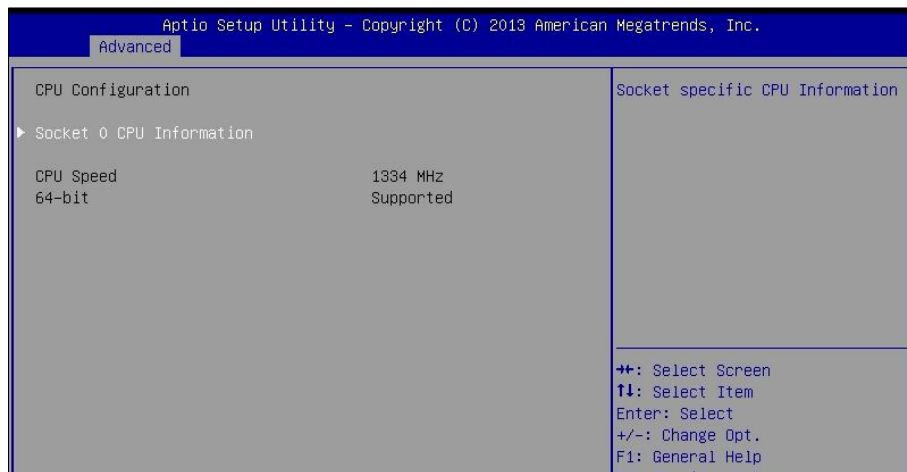 Aptio Setup Utility – Copyright (C) 2013 American Megatrends, Inc.
Advanced
CPU Configuration
Socket 0 CPU Information
CPU Speed 1334 MHz
64-bit Supported
Socket specific CPU Information
→←: Select Screen
↑↓: Select Item
Enter: Select
+/-: Change Opt.
F1: General Help